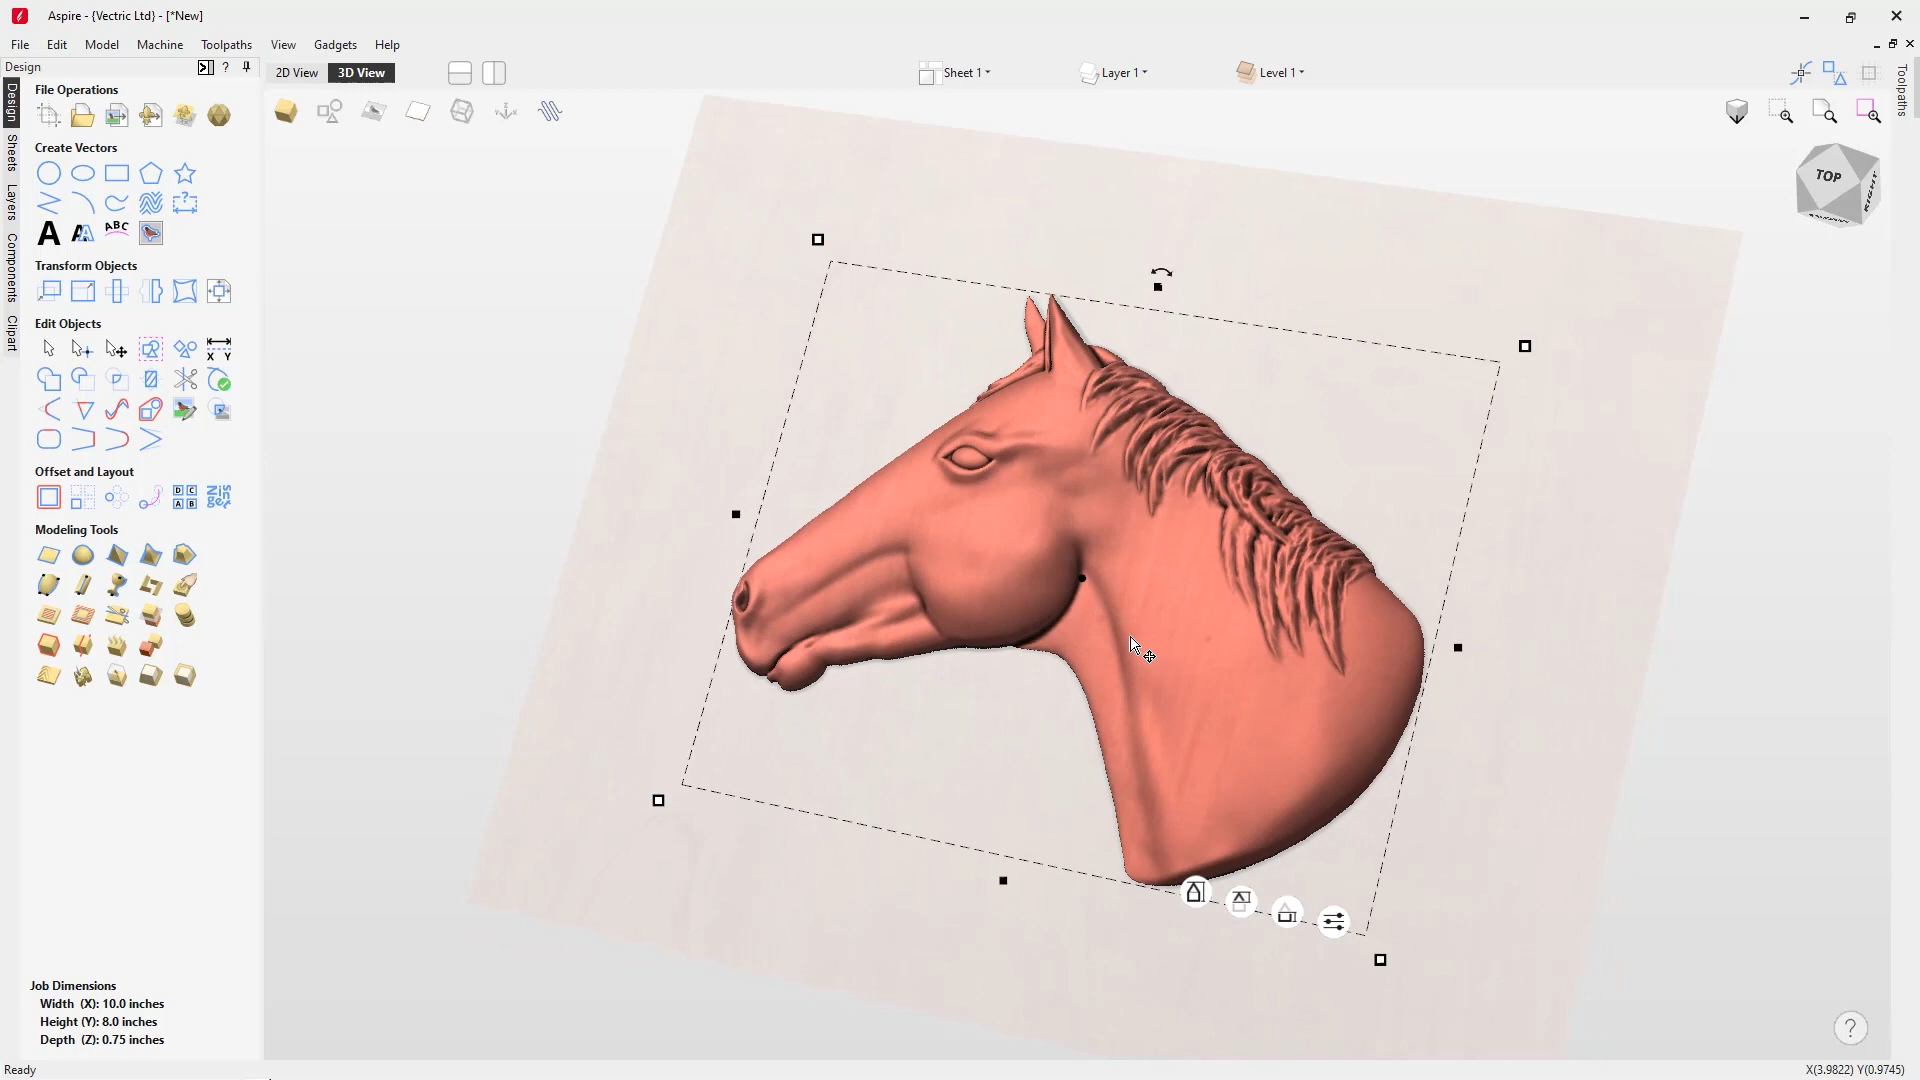 Aspire - {Vectric Ltd} - [*New]
File Edit Model Machine Toolpaths View Gadgets Help
Design
2D View 3D View Sheet 1 Layer 1 Level 1
Design
Sheets
Layers
Components
Clipart
File Operations
Create Vectors
A
ABC
Transform Objects
Edit Objects
X Y
Offset and Layout
Modeling Tools
Job Dimensions
Width (X): 10.0 inches
Height (Y): 8.0 inches
Depth (Z): 0.75 inches
Toolpaths
TOP
RIGHT
Ready
X(3.9822) Y(0.9745)